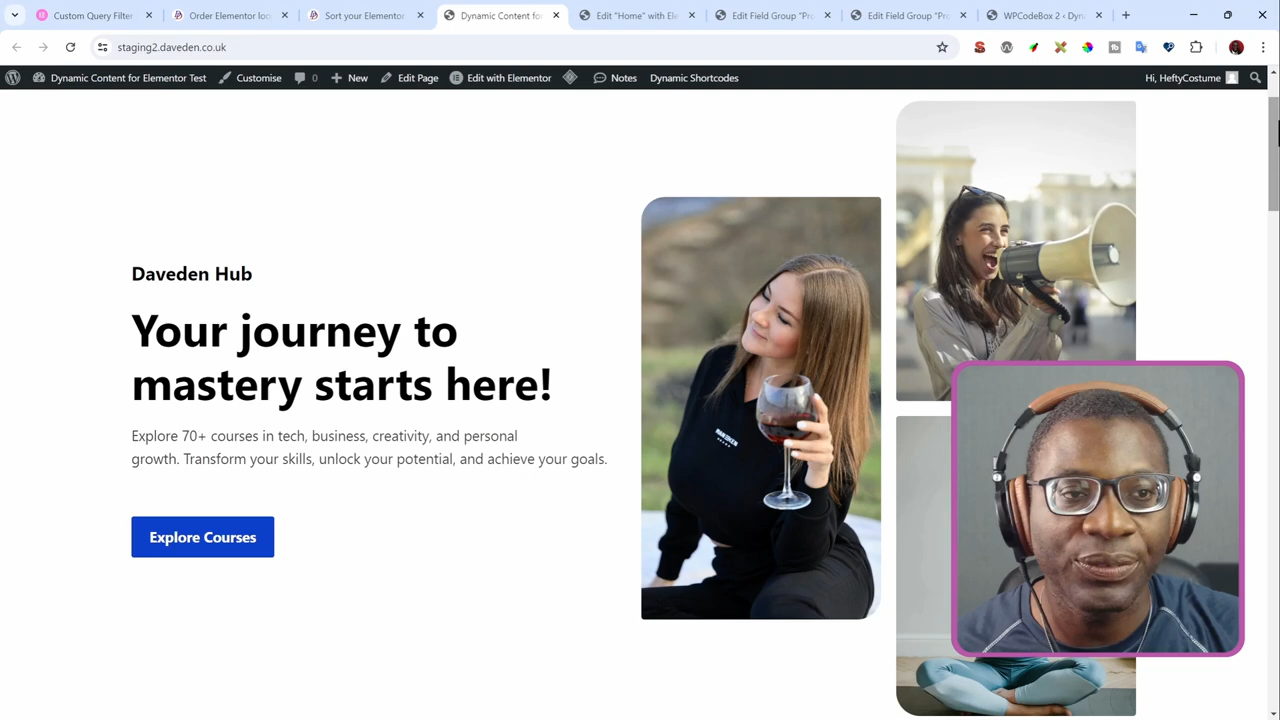 Custom Query Filter
Order Elementor loo
Sort your Elementor
Dynamic Content for
Edit "Home" with Ele
Edit Field Group "Pro
Edit Field Group "Pro
WPCodeBox 2 ‹ Dyn
staging2.daveden.co.uk
Dynamic Content for Elementor Test
Customise
0
New
Edit Page
Edit with Elementor
Notes
Dynamic Shortcodes
Hi, HeftyCostume
Daveden Hub
Your journey to
mastery starts here!
Explore 70+ courses in tech, business, creativity, and personal
growth. Transform your skills, unlock your potential, and achieve your goals.
Explore Courses